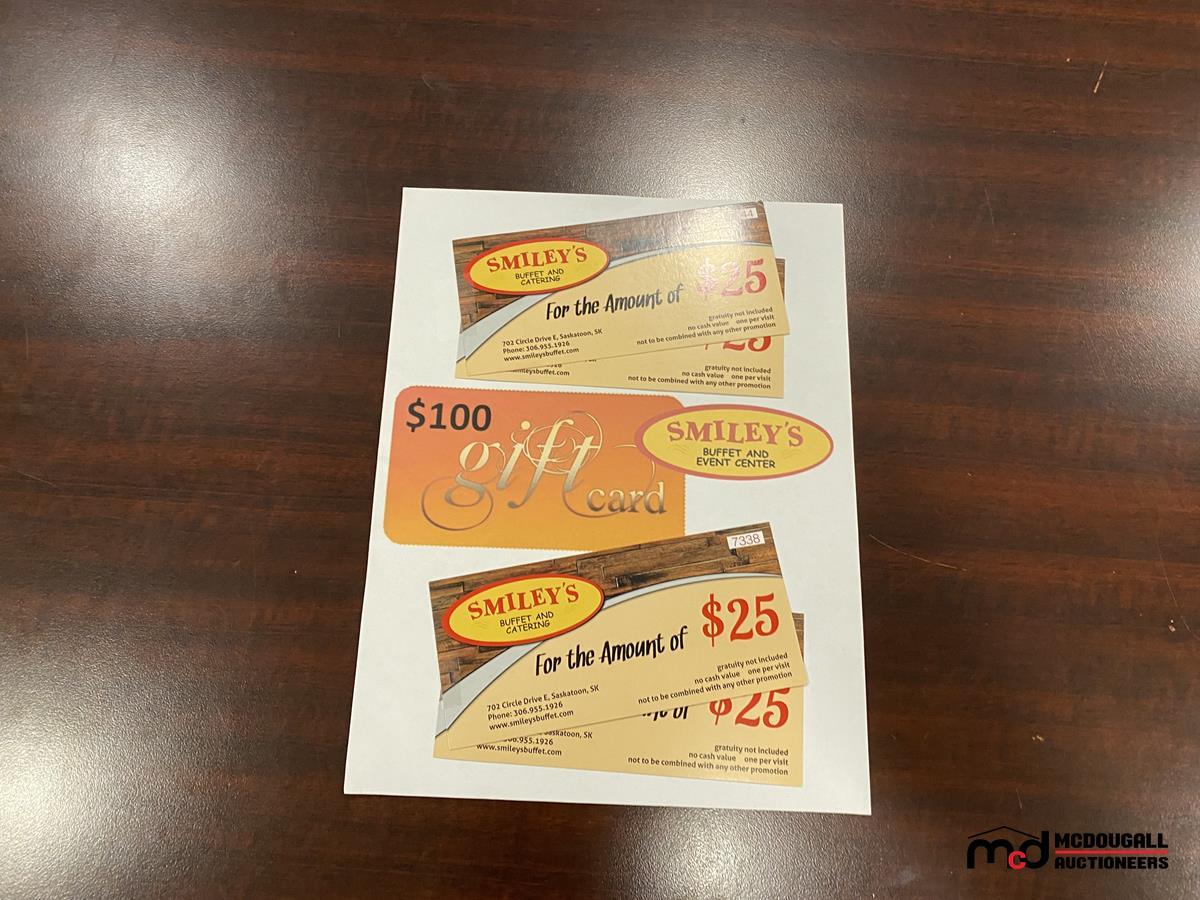 44
SMILEY'S
BUFFET AND
CATERING
For the Amount of $25
gratuity not included
no cash value one per visit
not to be combined with any other promotion
702 Circle Drive E, Saskatoon, SK
Phone: 306.955.1926
www.smileysbuffet.com
$25
gratuity not included
no cash value one per visit
not to be combined with any other promotion
$100
gift
card
SMILEY'S
BUFFET AND
EVENT CENTER
7338
SMILEY'S
BUFFET AND
CATERING
For the Amount of $25
gratuity not included
no cash value one per visit
not to be combined with any other promotion
702 Circle Drive E, Saskatoon, SK
Phone: 306.955.1926
www.smileysbuffet.com
of $25
Saskatoon, SK
955.1926
www.smileysbuffet.com
gratuity not included
no cash value one per visit
not to be combined with any other promotion
mcd MCDOUGALL
AUCTIONEERS